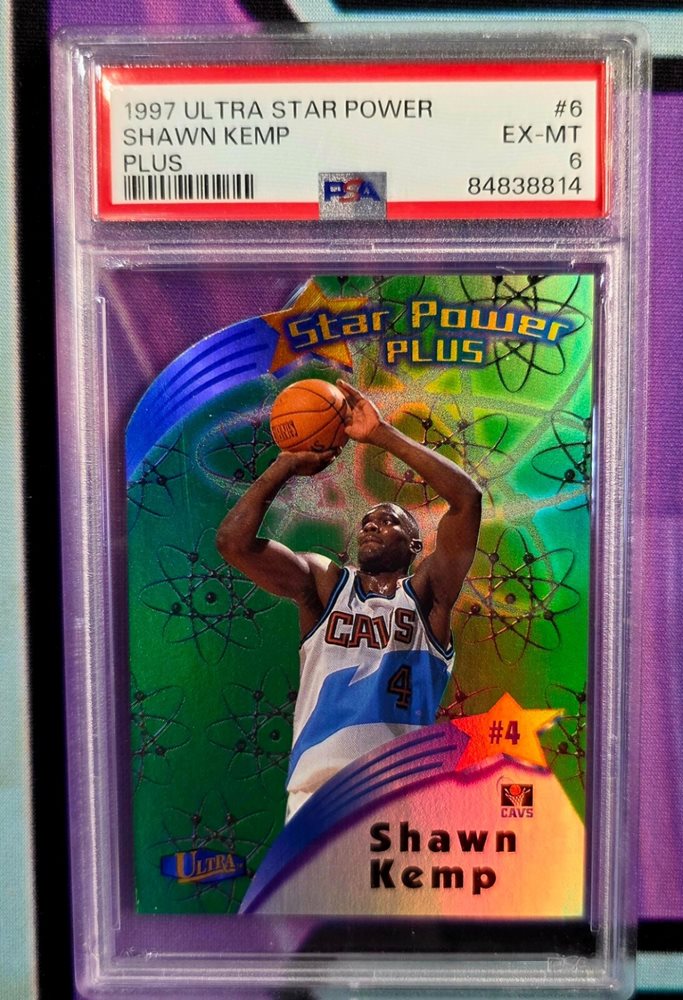 1997 ULTRA STAR POWER #6
SHAWN KEMP EX-MT
PLUS 6
PSA 84838814
Star Power
PLUS
CAVS
4
#4
CAVS
Shawn
Kemp
ULTRA